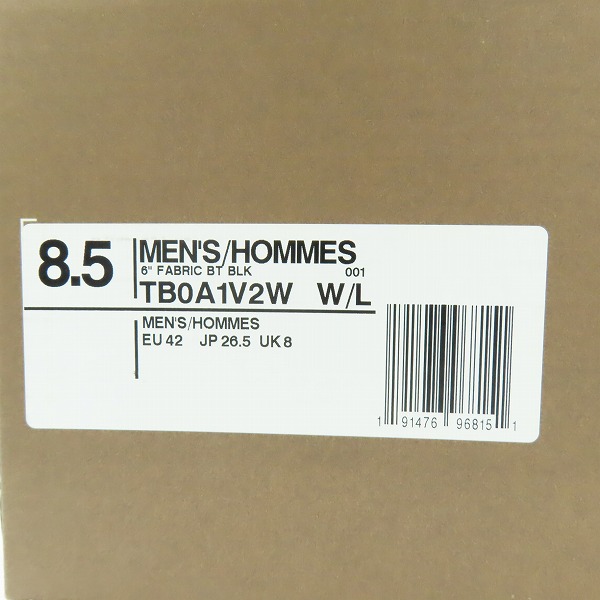 8.5
MEN'S/HOMMES
6" FABRIC BT BLK 001
TB0A1V2W W/L
MEN'S/HOMMES
EU 42 JP 26.5 UK 8
1 91476 96815 1